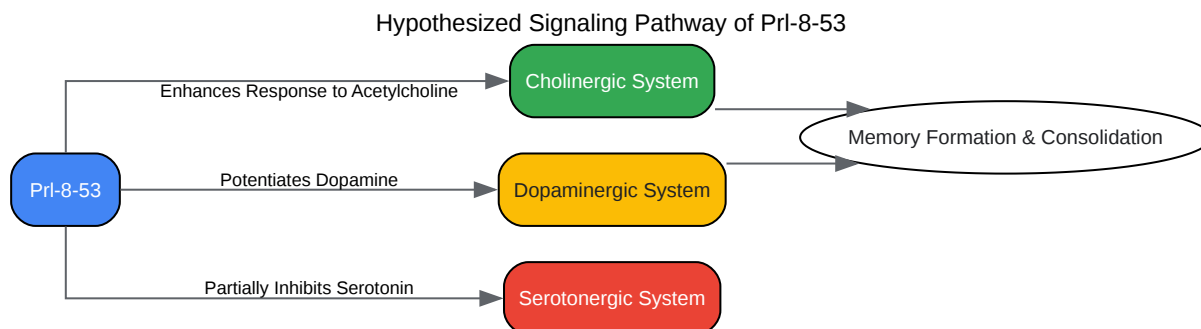 Hypothesized Signaling Pathway of Prl-8-53
Cholinergic System
Enhances Response to Acetylcholine
Memory Formation & Consolidation
Prl-8-53
Potentiates Dopamine
Dopaminergic System
Partially Inhibits Serotonin
Serotonergic System